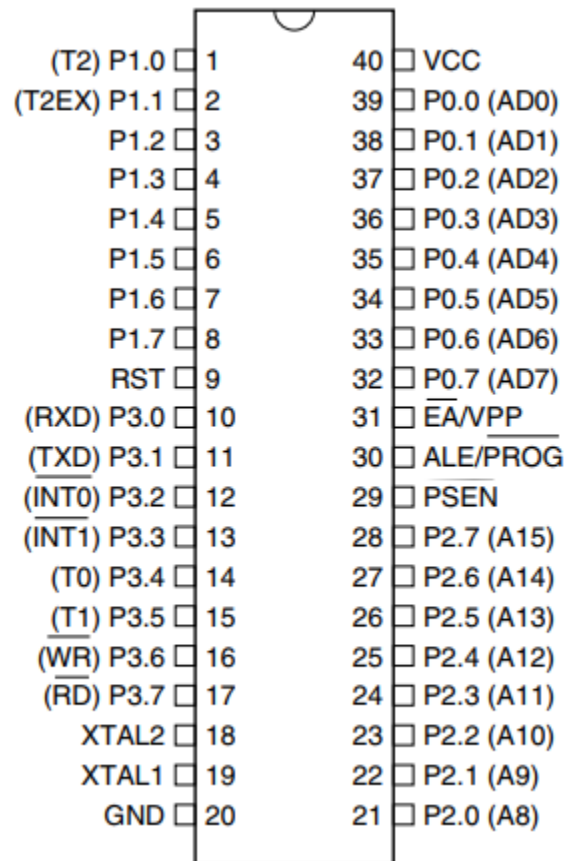 (T2) P1.0 1 40 VCC
(T2EX) P1.1 2 39 P0.0 (AD0)
P1.2 3 38 P0.1 (AD1)
P1.3 4 37 P0.2 (AD2)
P1.4 5 36 P0.3 (AD3)
P1.5 6 35 P0.4 (AD4)
P1.6 7 34 P0.5 (AD5)
P1.7 8 33 P0.6 (AD6)
RST 9 32 P0.7 (AD7)
(RXD) P3.0 10 31 E̅A̅/VPP
(TXD) P3.1 11 30 ALE/P̅R̅O̅G̅
(I̅N̅T̅0̅) P3.2 12 29 P̅S̅E̅N̅
(I̅N̅T̅1̅) P3.3 13 28 P2.7 (A15)
(T0) P3.4 14 27 P2.6 (A14)
(T1) P3.5 15 26 P2.5 (A13)
(W̅R̅) P3.6 16 25 P2.4 (A12)
(R̅D̅) P3.7 17 24 P2.3 (A11)
XTAL2 18 23 P2.2 (A10)
XTAL1 19 22 P2.1 (A9)
GND 20 21 P2.0 (A8)